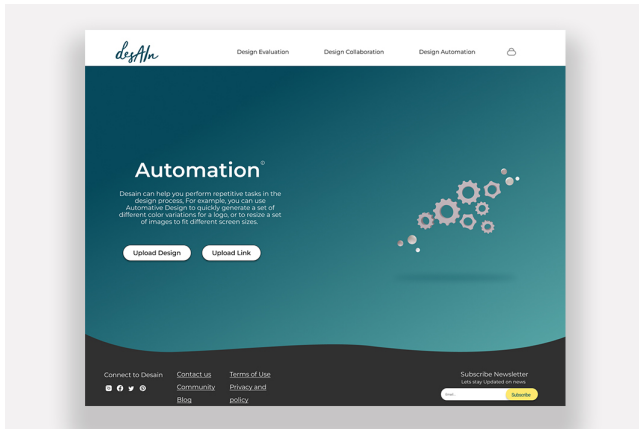 desAIn
Design Evaluation
Design Collaboration
Design Automation
Automation©
Desain can help you perform repetitive tasks in the
design process, For example, you can use
Automative Design to quickly generate a set of
different color variations for a logo, or to resize a set
of images to fit different screen sizes.
Upload Design
Upload Link
Connect to Desain
Contact us
Community
Blog
Terms of Use
Privacy and
policy
Subscribe Newsletter
Lets stay Updated on news
Subscribe